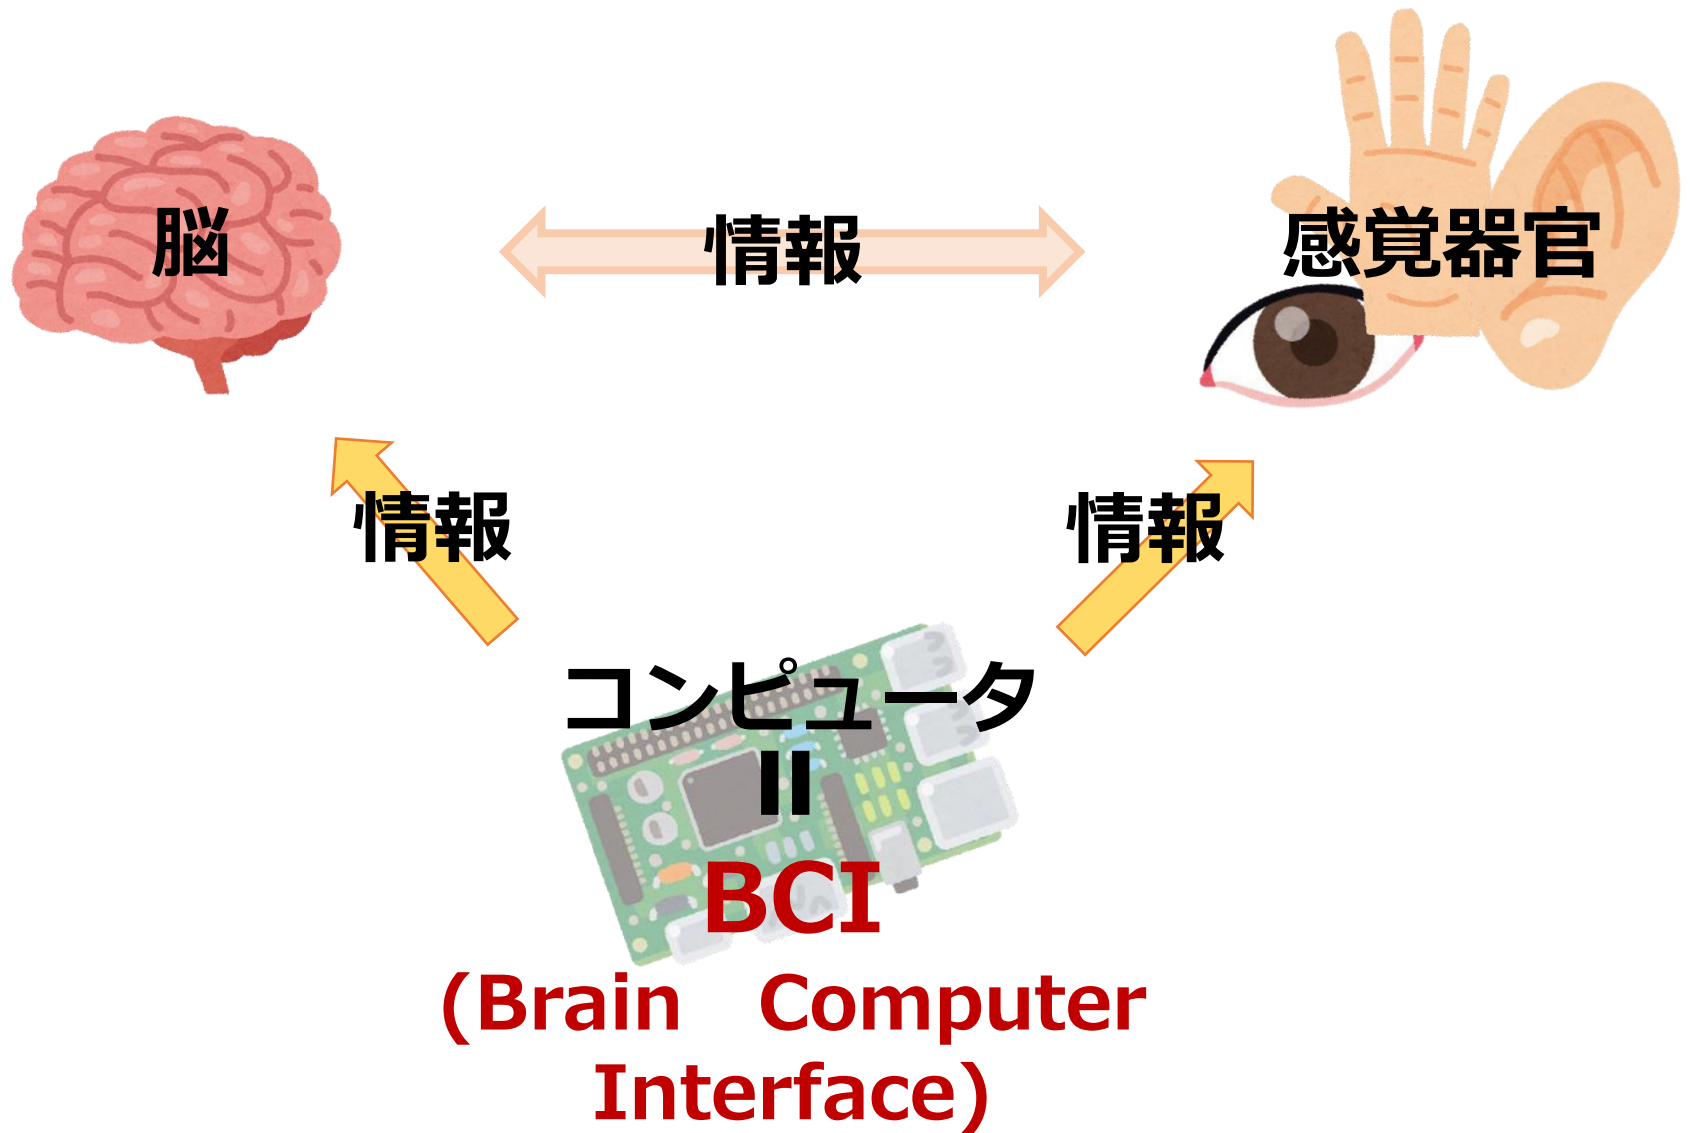 脳
情報
感覚器官
情報
情報
コンピュータ
=
BCI
(Brain Computer
Interface)